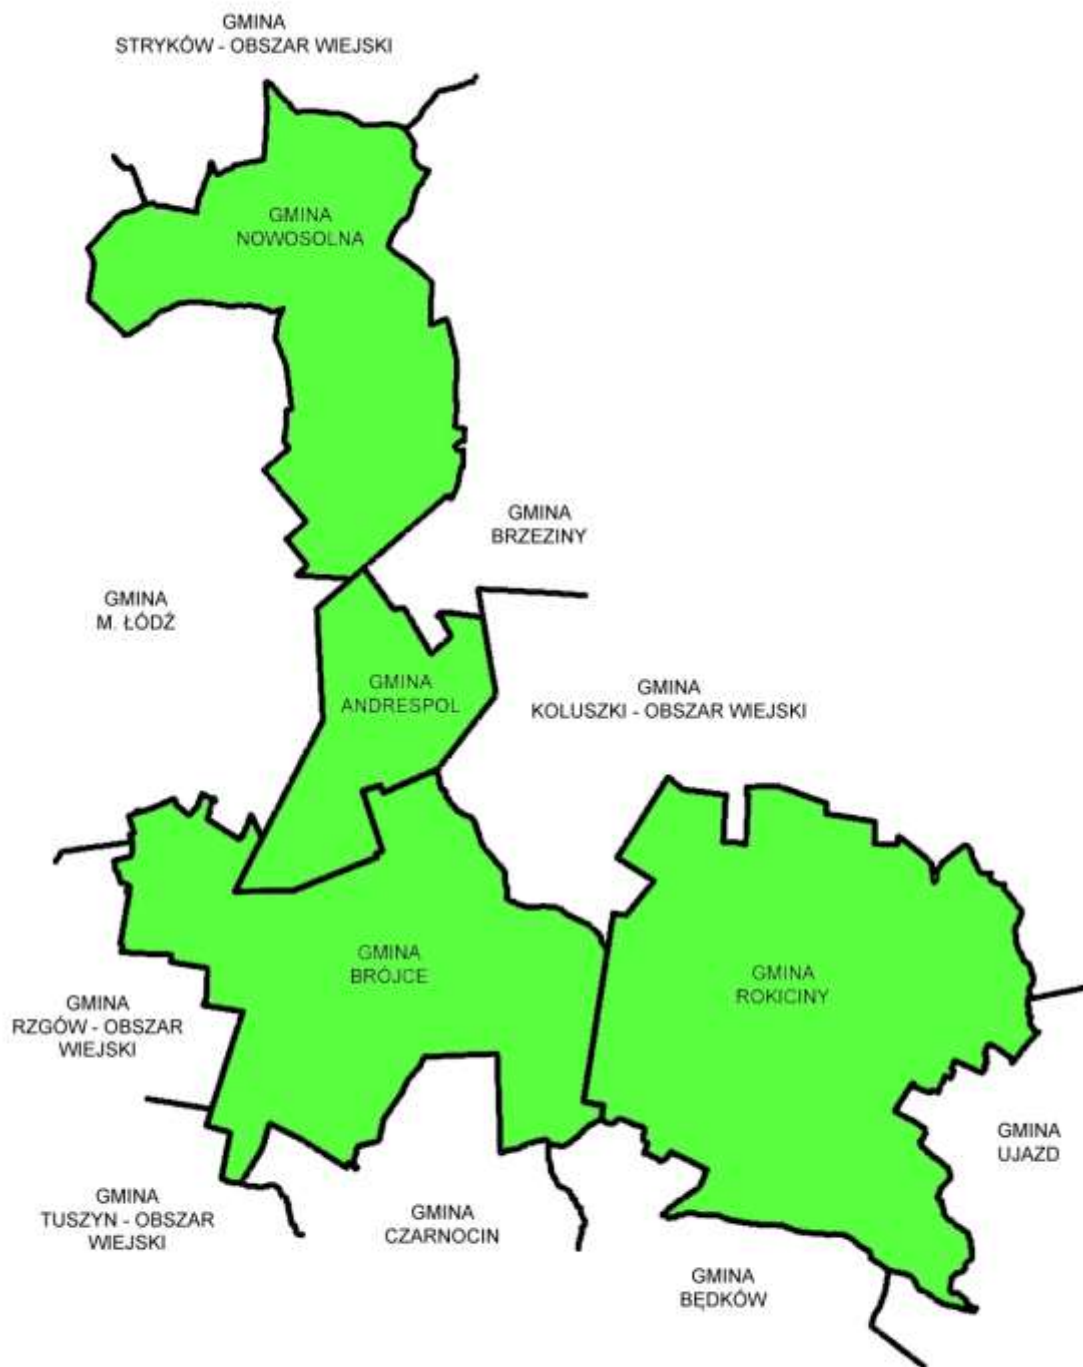 GMINA
STRYKÓW - OBSZAR WIEJSKI
GMINA
NOWOSOLNA
GMINA
BRZEZINY
GMINA
M. ŁÓDŹ
GMINA
ANDRESPOL
GMINA
KOLUSZKI - OBSZAR WIEJSKI
GMINA
BRÓJCE
GMINA
ROKICINY
GMINA
RZGÓW - OBSZAR
WIEJSKI
GMINA
UJAZD
GMINA
TUSZYN - OBSZAR
WIEJSKI
GMINA
CZARNOCIN
GMINA
BĘDKÓW